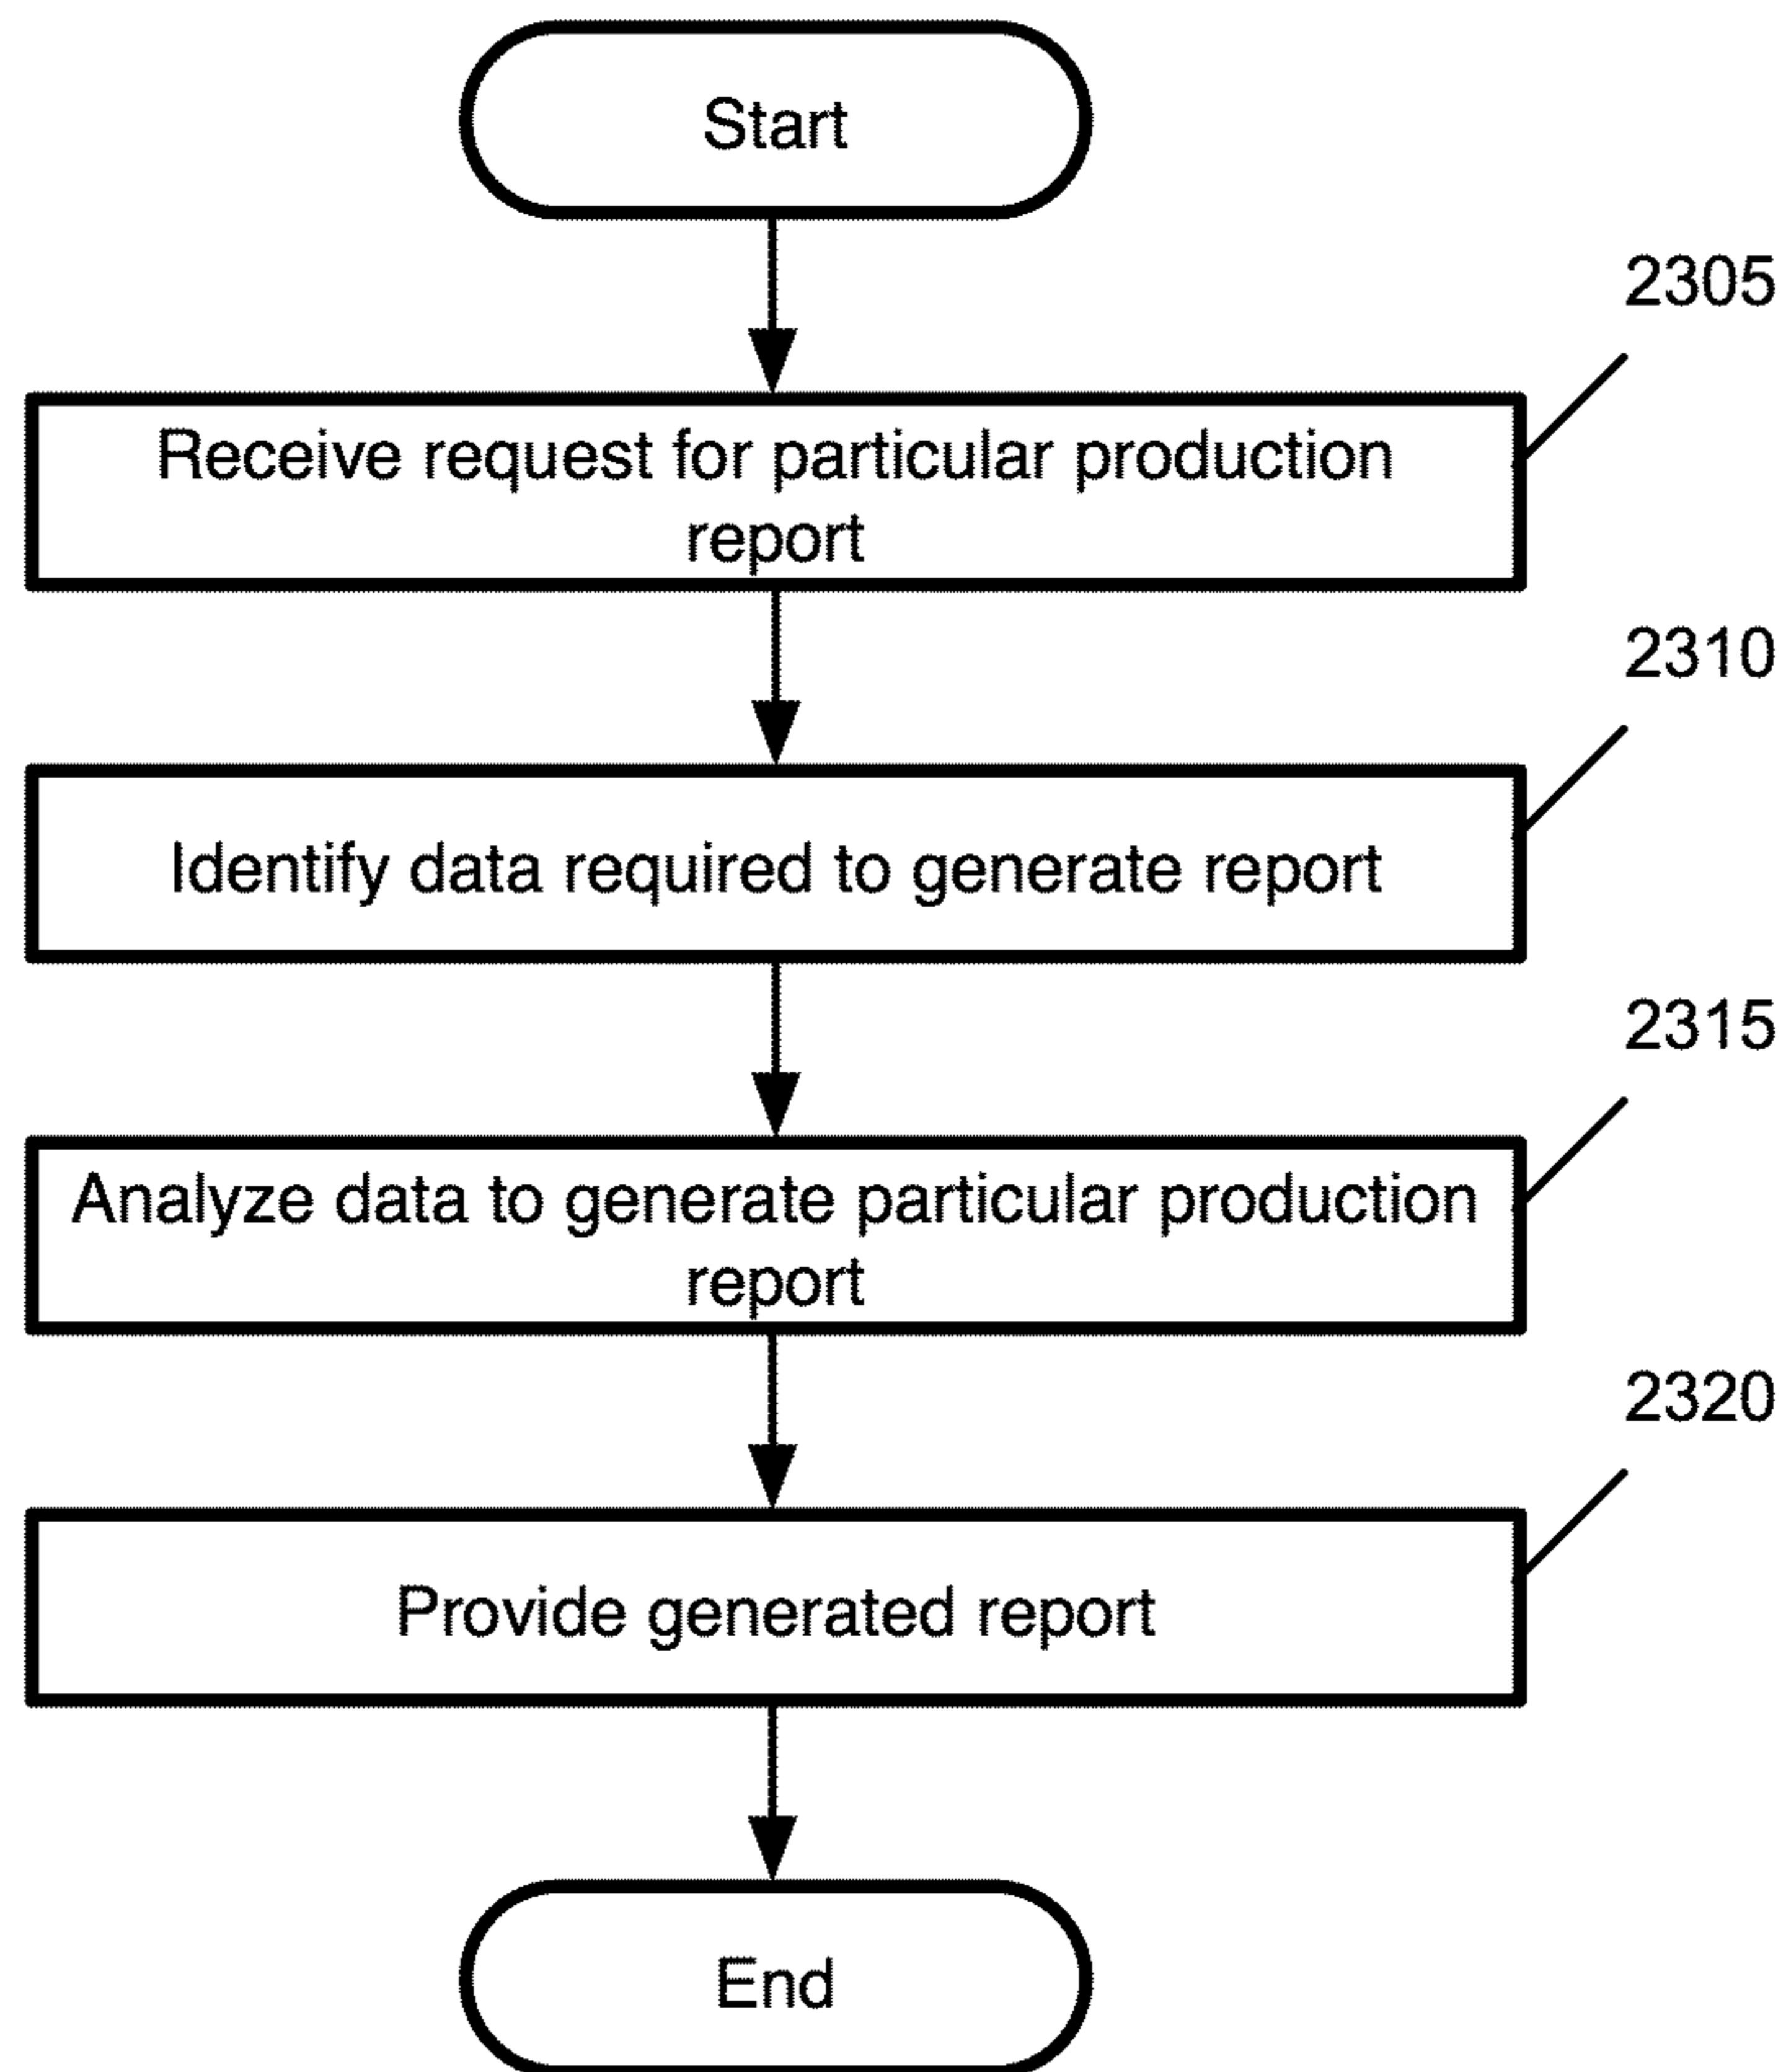 Start
2305
Receive request for particular production
report
2310
Identify data required to generate report
2315
Analyze data to generate particular production
report
2320
Provide generated report
End